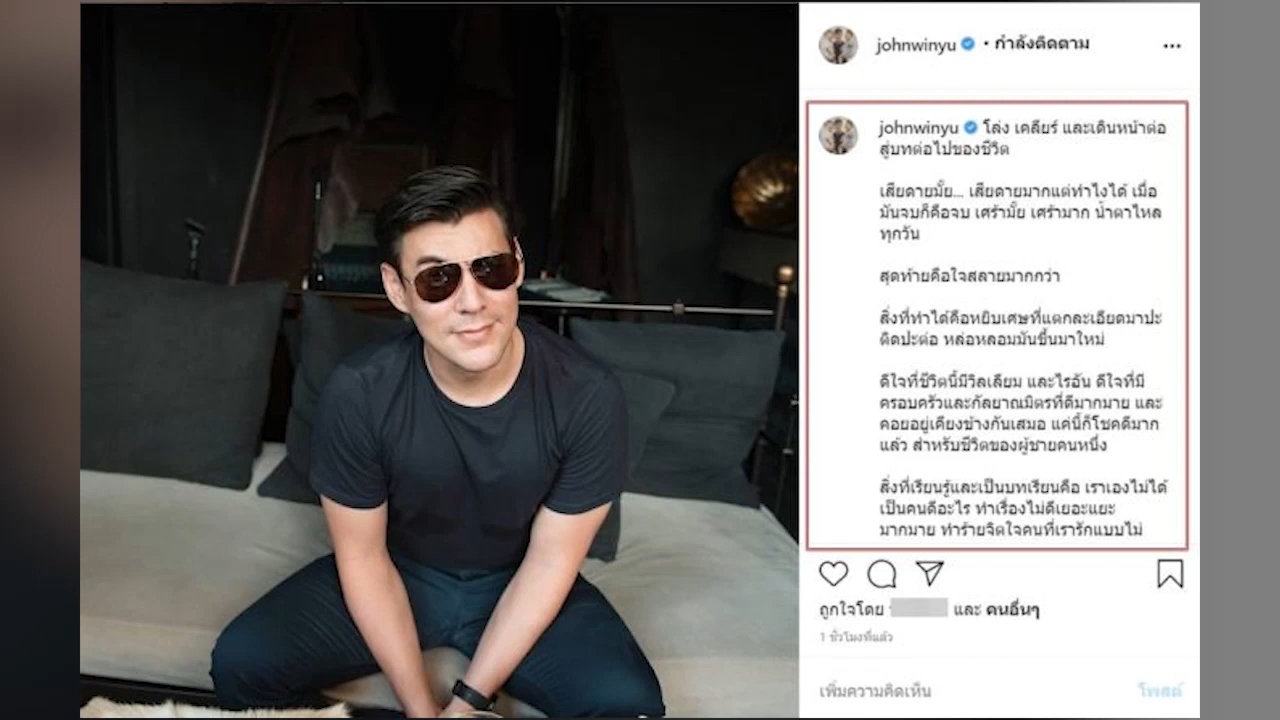 johnwinyu • กำลังติดตาม
johnwinyu โล่ง เคลียร์ และเดินหน้าต่อ
สู่บทต่อไปของชีวิต
เสียดายมั้ย... เสียดายมากแต่ทำไงได้ เมื่อ
มันจบก็คือจบ เศร้ามั้ย เศร้ามาก น้ำตาไหล
ทุกวัน
สุดท้ายคือใจสลายมากกว่า
สิ่งที่ทำได้คือหยิบเศษที่แตกละเอียดมาปะ
ติดปะต่อ หล่อหลอมมันขึ้นมาใหม่
ดีใจที่ชีวิตนี้มีวิลเลียม และไรอัน ดีใจที่มี
ครอบครัวและกัลยาณมิตรที่ดีมากมาย และ
คอยอยู่เคียงข้างกันเสมอ แค่นี้ก็โชคดีมาก
แล้ว สำหรับชีวิตของผู้ชายคนหนึ่ง
สิ่งที่เรียนรู้และเป็นบทเรียนคือ เราเองไม่ได้
เป็นคนดีอะไร ทำเรื่องไม่ดีเยอะแยะ
มากมาย ทำร้ายจิตใจคนที่เรารักแบบไม่
ถูกใจโดย และ คนอื่นๆ
1 ชั่วโมงที่แล้ว
เพิ่มความคิดเห็น
โพสต์